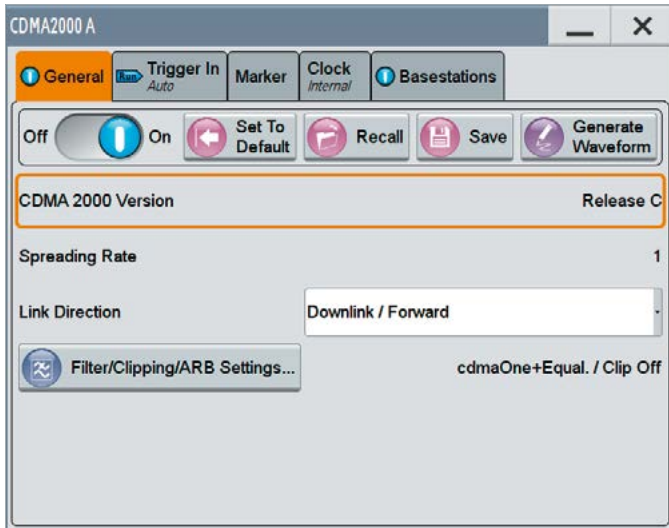 CDMA2000 A
General
Run
Trigger In
Auto
Marker
Clock
Internal
Basestations
Off
On
Set To
Default
Recall
Save
Generate
Waveform
CDMA 2000 Version Release C
Spreading Rate 1
Link Direction Downlink / Forward
Filter/Clipping/ARB Settings... cdmaOne+Equal. / Clip Off